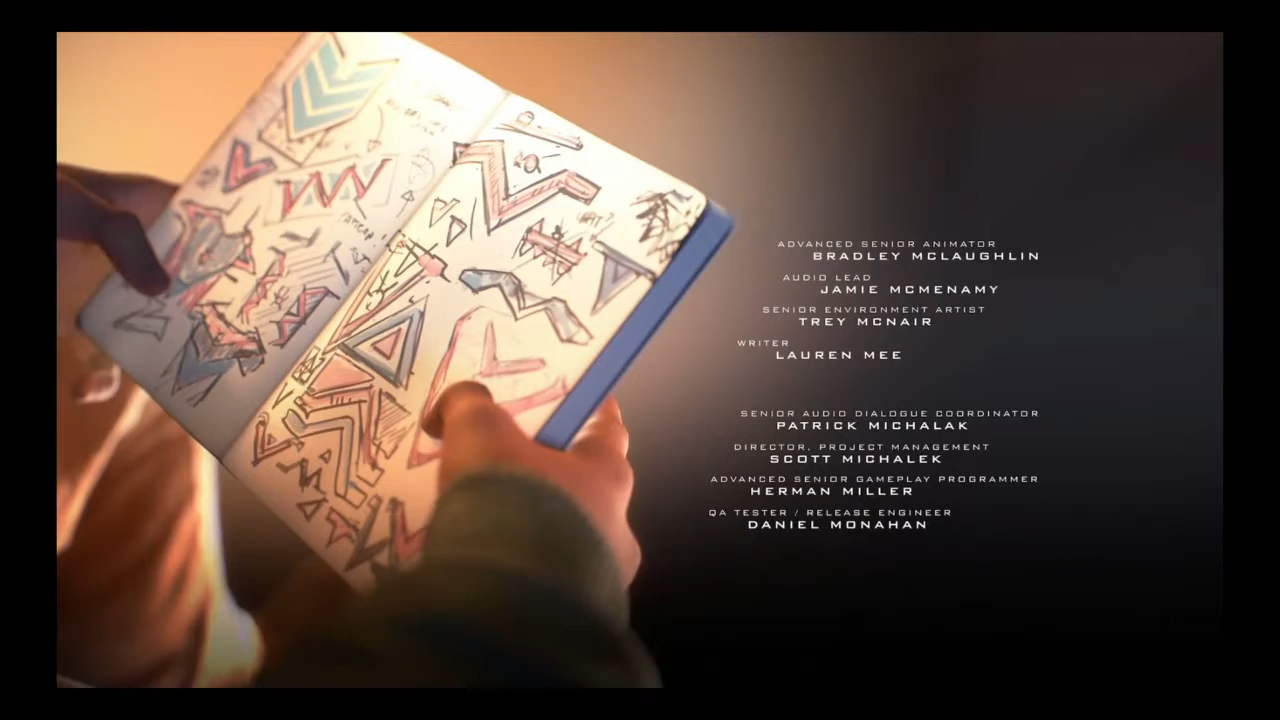 ADVANCED SENIOR ANIMATOR
BRADLEY MCLAUGHLIN
AUDIO LEAD
JAMIE MCMENAMY
SENIOR ENVIRONMENT ARTIST
TREY MCNAIR
WRITER
LAUREN MEE
SENIOR AUDIO DIALOGUE COORDINATOR
PATRICK MICHALAK
DIRECTOR, PROJECT MANAGEMENT
SCOTT MICHALEK
ADVANCED SENIOR GAMEPLAY PROGRAMMER
HERMAN MILLER
QA TESTER / RELEASE ENGINEER
DANIEL MONAHAN